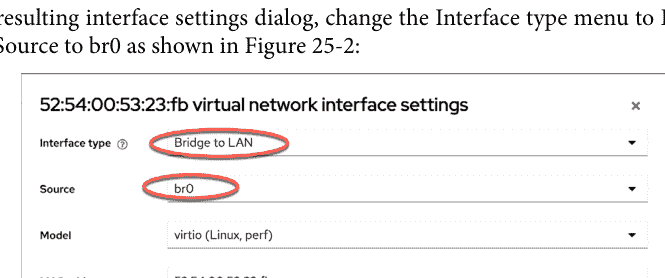 resulting interface settings dialog, change the Interface type menu to
Source to br0 as shown in Figure 25-2:
52:54:00:53:23:fb virtual network interface settings ×
Interface type ? Bridge to LAN
Source br0
Model virtio (Linux, perf)